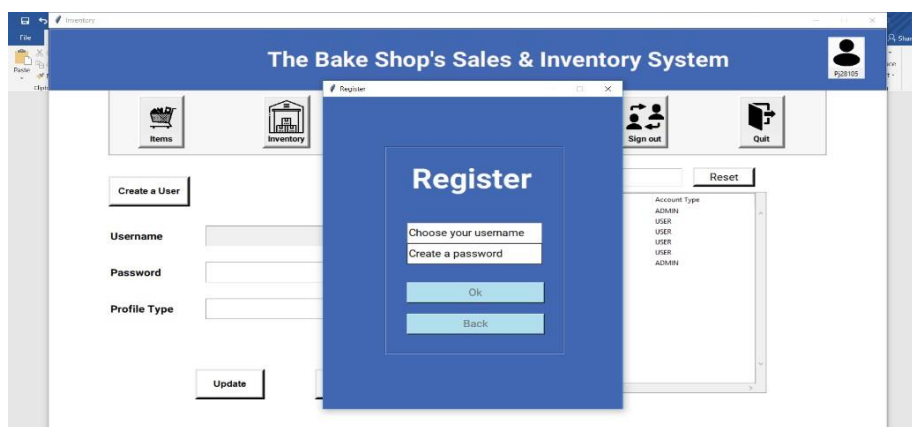 Inventory
File
Share
The Bake Shop's Sales & Inventory System
Pj28105
Paste
Register
Items
Inventory
Sign out
Quit
Create a User
Register
Reset
Account Type
ADMIN
USER
USER
USER
USER
ADMIN
Username
Choose your username
Create a password
Password
Ok
Profile Type
Back
Update